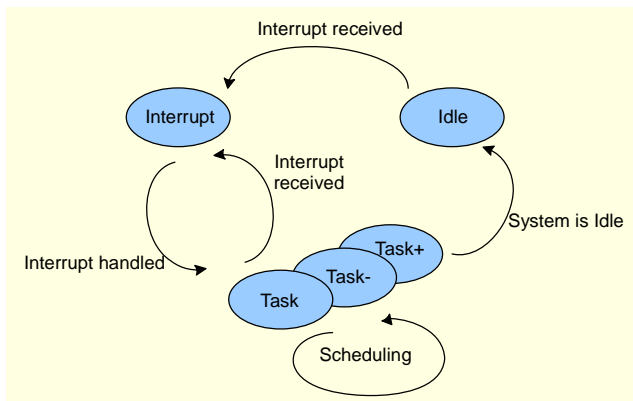 Interrupt received
Interrupt
Idle
Interrupt
received
System is Idle
Task+
Interrupt handled
Task-
Task
Scheduling